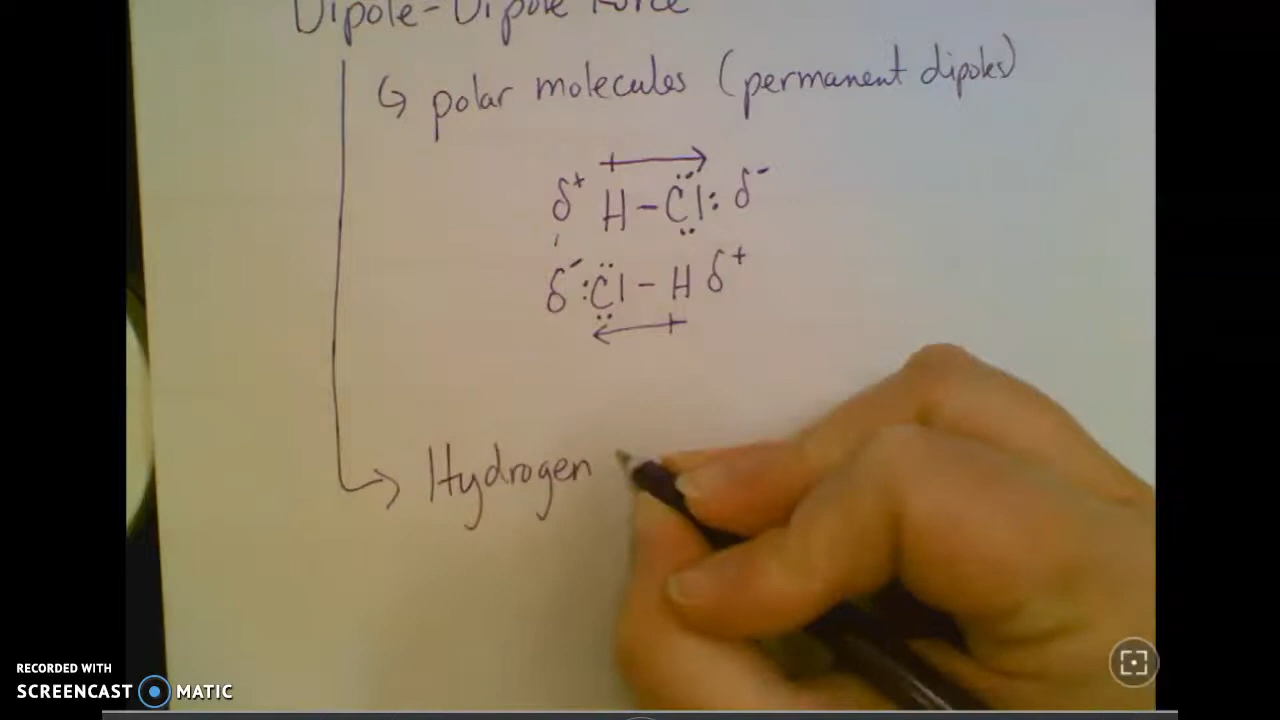 Dipole-Dipole Force
↳ polar molecules (permanent dipoles)
δ+ H-Cl: δ-
δ- :Cl-H δ+
→ Hydrogen
RECORDED WITH
SCREENCAST MATIC